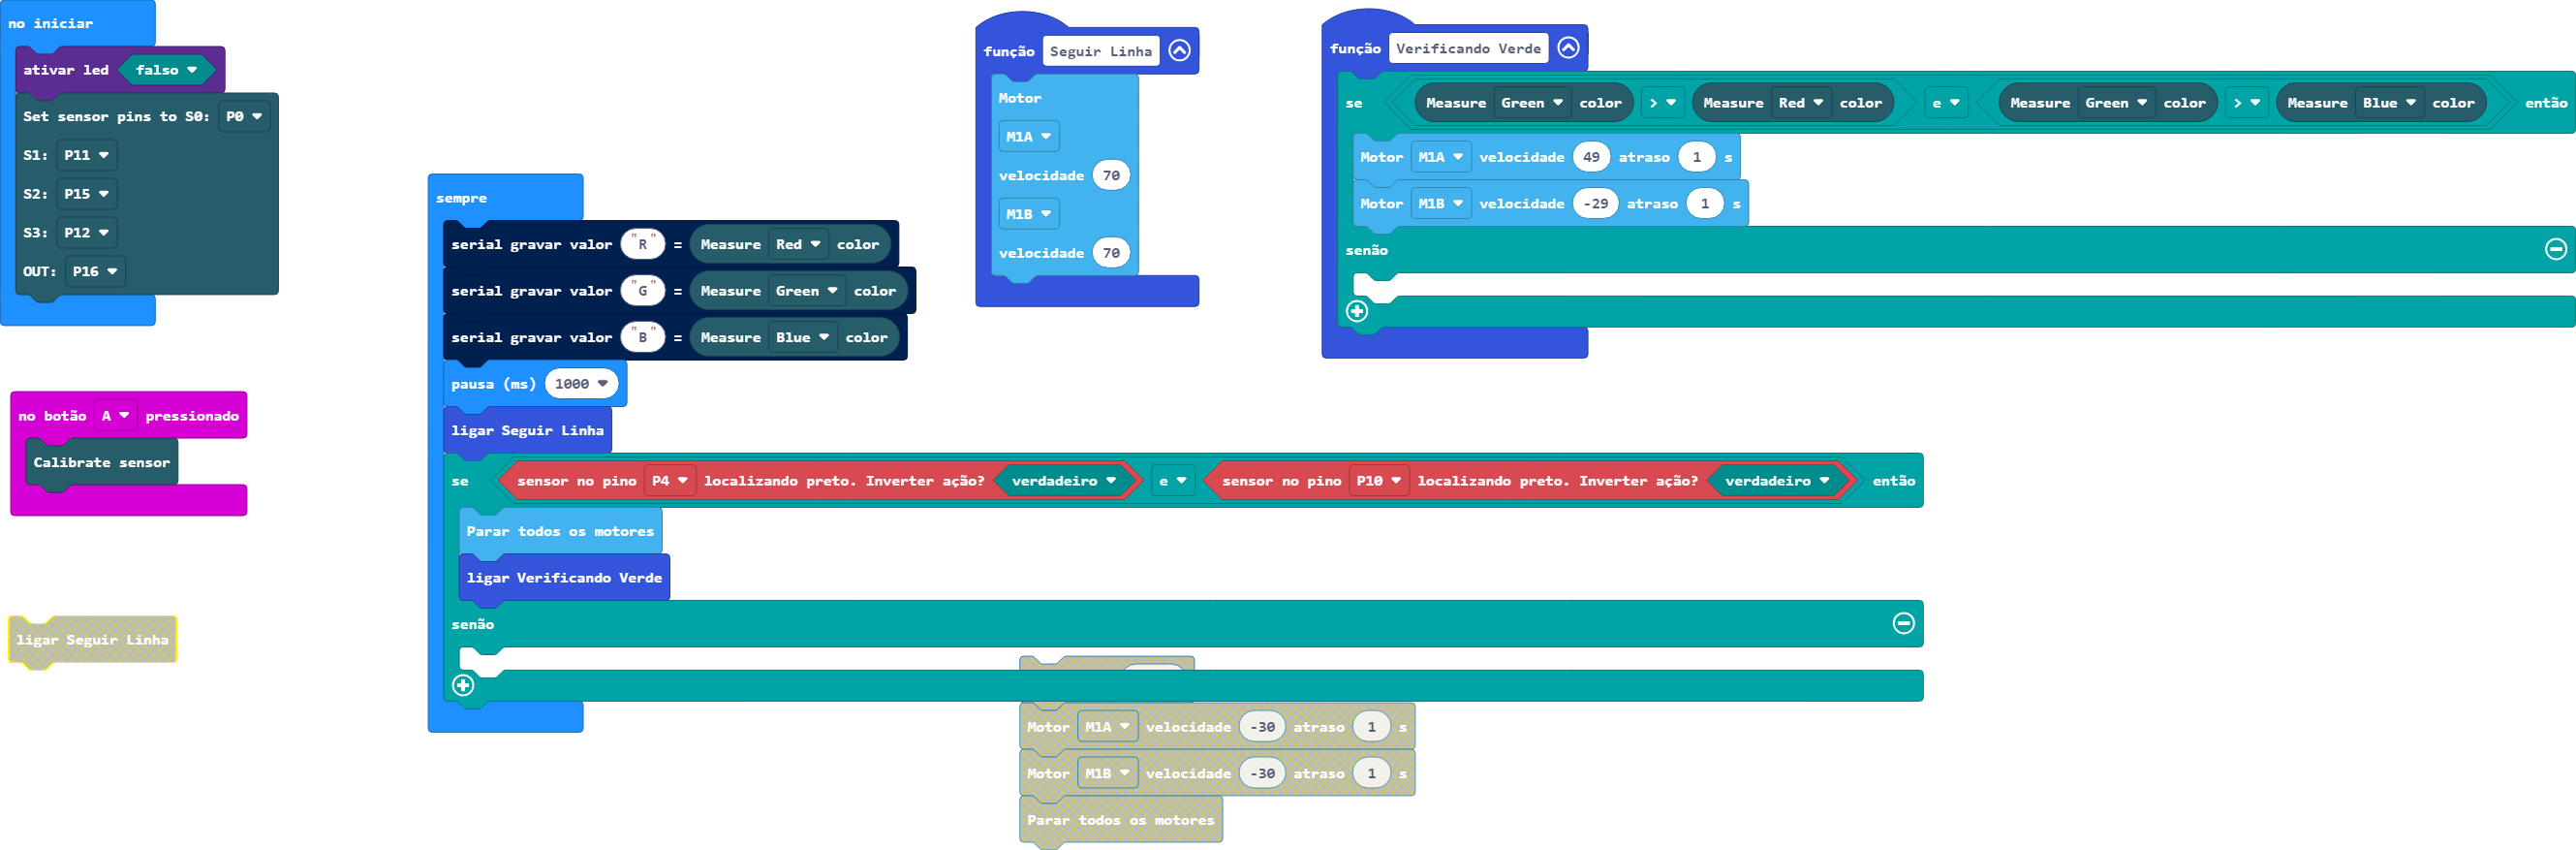 no iniciar
ativar led falso
Set sensor pins to S0: P0
S1: P11
S2: P15
S3: P12
OUT: P16
no botão A pressionado
Calibrate sensor
ligar Seguir Linha
sempre
serial gravar valor "R" = Measure Red color
serial gravar valor "G" = Measure Green color
serial gravar valor "B" = Measure Blue color
pausa (ms) 1000
ligar Seguir Linha
se sensor no pino P4 localizando preto. Inverter ação? verdadeiro e sensor no pino P10 localizando preto. Inverter ação? verdadeiro então
Parar todos os motores
ligar Verificando Verde
senão
função Seguir Linha
Motor
M1A
velocidade 70
M1B
velocidade 70
função Verificando Verde
se Measure Green color > Measure Red color e Measure Green color > Measure Blue color então
Motor M1A velocidade 49 atraso 1 s
Motor M1B velocidade -29 atraso 1 s
senão
Motor M1A velocidade -30 atraso 1 s
Motor M1B velocidade -30 atraso 1 s
Parar todos os motores